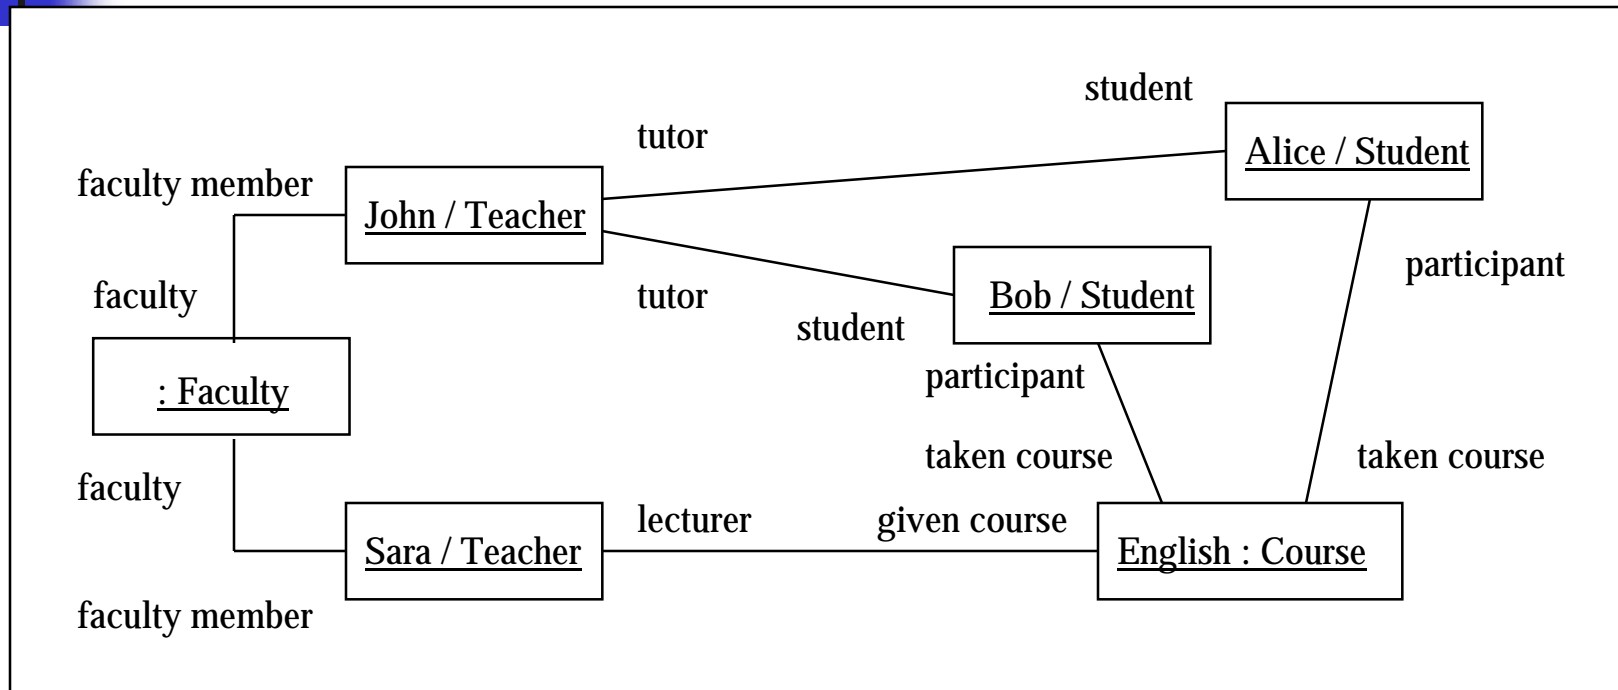 student
tutor
Alice / Student
faculty member
John / Teacher
participant
faculty
tutor
Bob / Student
student
participant
: Faculty
taken course
taken course
faculty
lecturer
given course
Sara / Teacher
English : Course
faculty member